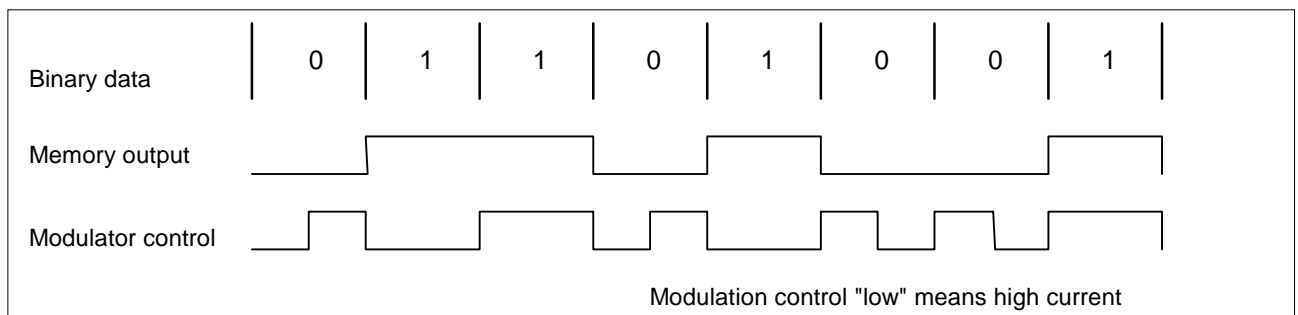 Binary data 0 1 1 0 1 0 0 1
Memory output
Modulator control
Modulation control "low" means high current